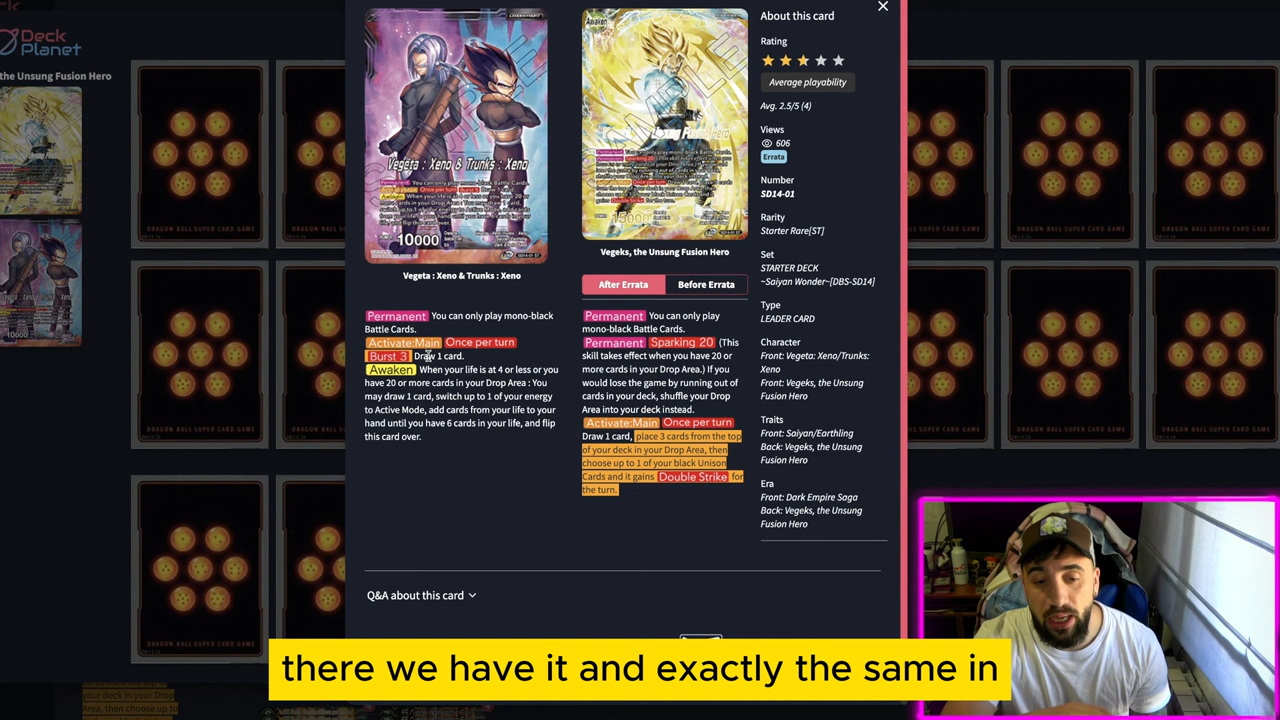 Deck
Planet
the Unsung Fusion Hero
Vegeta : Xeno & Trunks : Xeno
10000
Vegeta : Xeno & Trunks : Xeno
Permanent You can only play mono-black
Battle Cards.
Activate:Main Once per turn
Burst 3 Draw 1 card.
Awaken When your life is at 4 or less or you
have 20 or more cards in your Drop Area : You
may draw 1 card, switch up to 1 of your energy
to Active Mode, add cards from your life to your
hand until you have 6 cards in your life, and flip
this card over.
Awaken
15000
Vegeks, the Unsung Fusion Hero
After Errata
Before Errata
Permanent You can only play
mono-black Battle Cards.
Permanent Sparking 20 (This
skill takes effect when you have 20 or
more cards in your Drop Area.) If you
would lose the game by running out of
cards in your deck, shuffle your Drop
Area into your deck instead.
Activate:Main Once per turn
Draw 1 card, place 3 cards from the top
of your deck in your Drop Area, then
choose up to 1 of your black Unison
Cards and it gains Double Strike for
the turn.
About this card
Rating
Average playability
Avg. 2.5/5 (4)
Views
606
Errata
Number
SD14-01
Rarity
Starter Rare[ST]
Set
STARTER DECK
~Saiyan Wonder~[DBS-SD14]
Type
LEADER CARD
Character
Front: Vegeta: Xeno/Trunks:
Xeno
Front: Vegeks, the Unsung
Fusion Hero
Traits
Front: Saiyan/Earthling
Back: Vegeks, the Unsung
Fusion Hero
Era
Front: Dark Empire Saga
Back: Vegeks, the Unsung
Fusion Hero
Q&A about this card
there we have it and exactly the same in